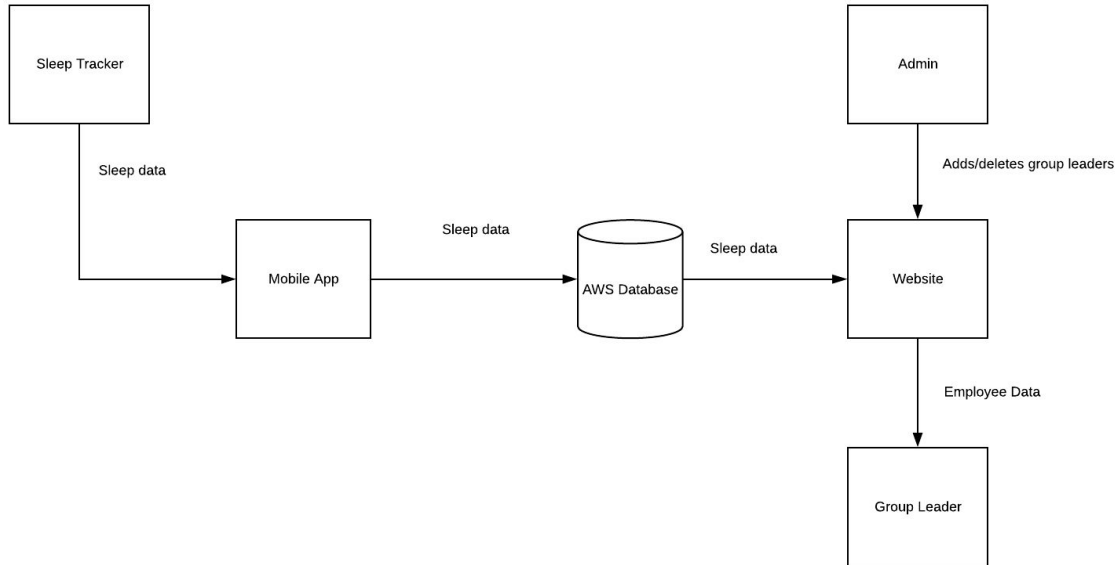 Sleep Tracker
Admin
Sleep data
Adds/deletes group leaders
Mobile App
Sleep data
AWS Database
Sleep data
Website
Employee Data
Group Leader